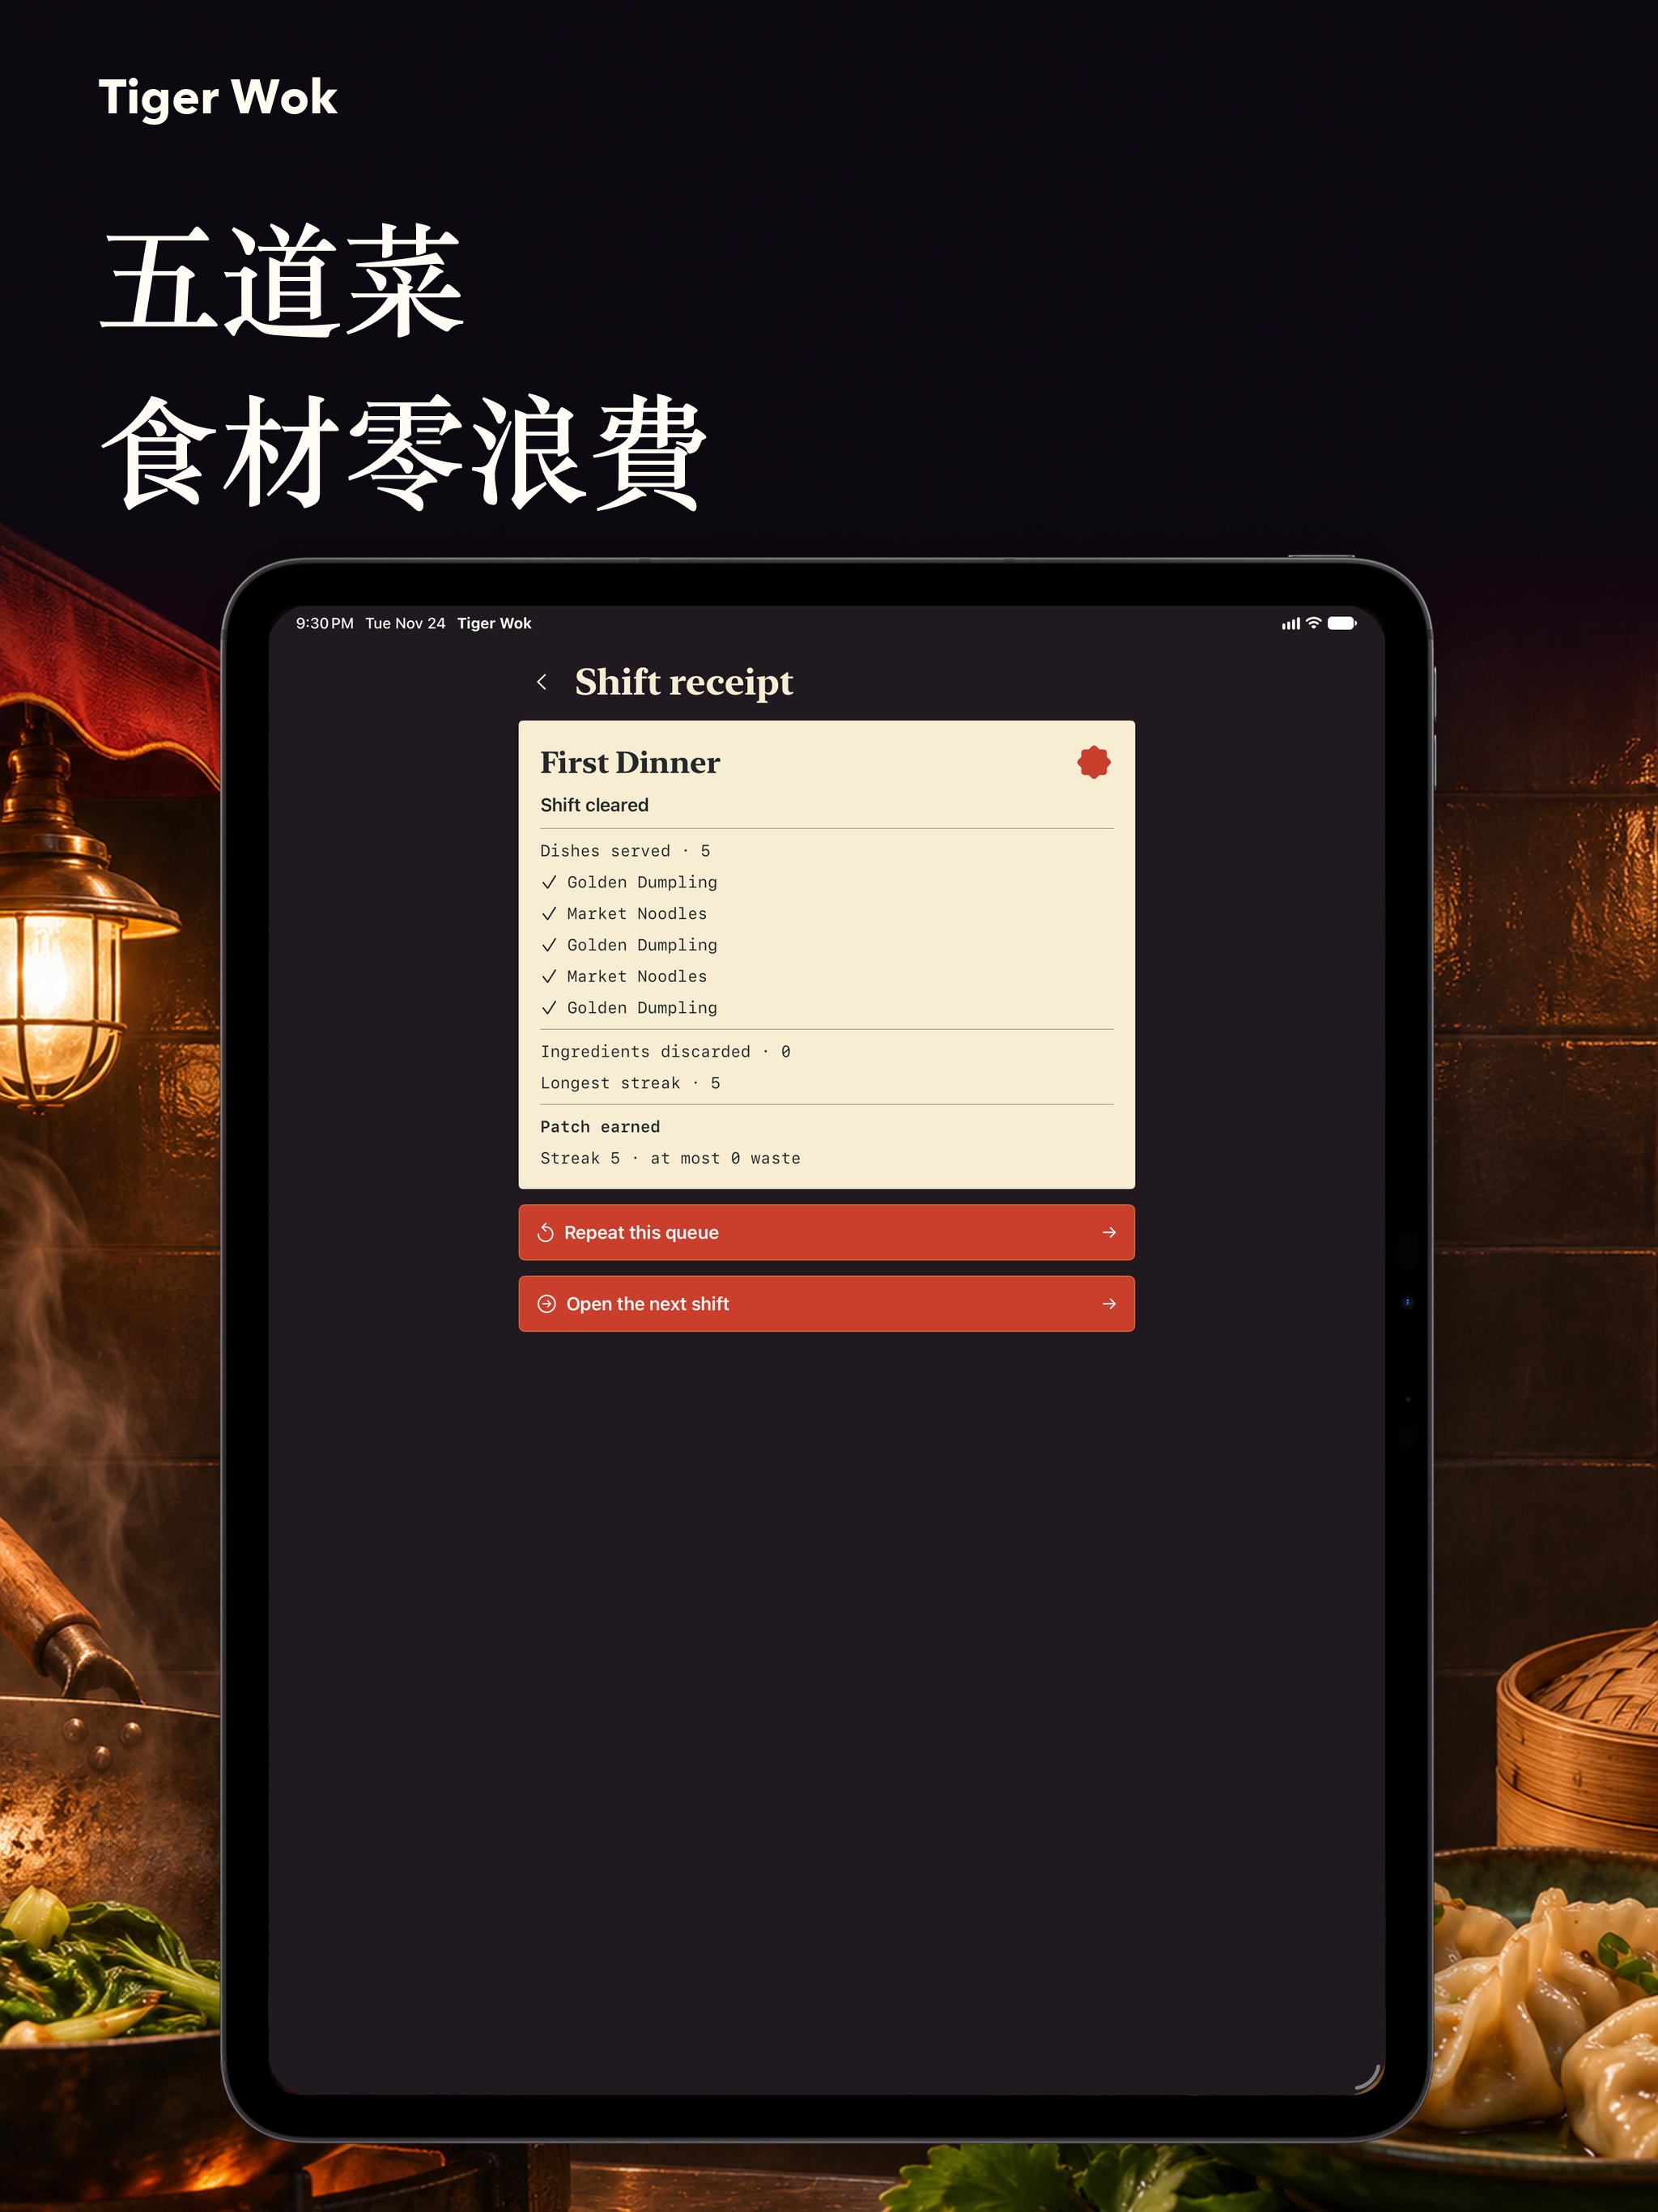 Tiger Wok
五道菜
食材零浪費
9:30 PM Tue Nov 24 Tiger Wok
Shift receipt
First Dinner
Shift cleared
Dishes served · 5
Golden Dumpling
Market Noodles
Golden Dumpling
Market Noodles
Golden Dumpling
Ingredients discarded · 0
Longest streak · 5
Patch earned
Streak 5 · at most 0 waste
Repeat this queue
Open the next shift